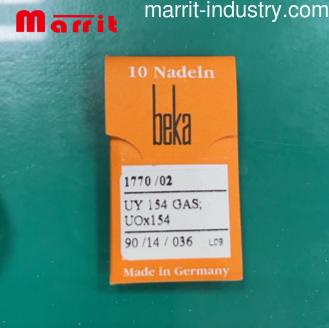 Marrit
marrit-industry.com
10 Nadeln
beka
1770 /02
UY 154 GAS;
UOx154
90 /14 / 036 LDB
Made in Germany